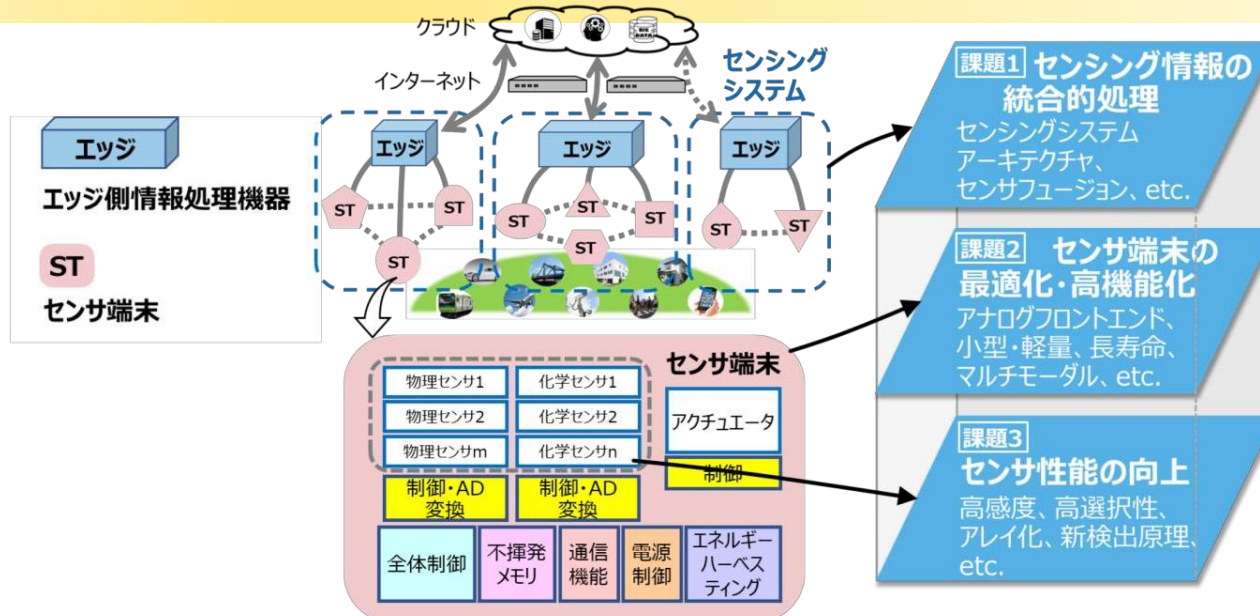 クラウド
BIG
DATA
インターネット
センシング
システム
エッジ
エッジ側情報処理機器
ST
センサ端末
エッジ
エッジ
エッジ
ST
ST
ST
ST
ST
ST
ST
ST
ST
センサ端末
物理センサ1
化学センサ1
物理センサ2
化学センサ2
物理センサm
化学センサn
アクチュエータ
制御
制御・AD
変換
制御・AD
変換
全体制御
不揮発
メモリ
通信
機能
電源
制御
エネルギー
ハーベス
ティング
課題1 センシング情報の
統合的処理
センシングシステム
アーキテクチャ、
センサフュージョン、etc.
課題2 センサ端末の
最適化・高機能化
アナログフロントエンド、
小型・軽量、長寿命、
マルチモーダル、etc.
課題3
センサ性能の向上
高感度、高選択性、
アレイ化、新検出原理、
etc.